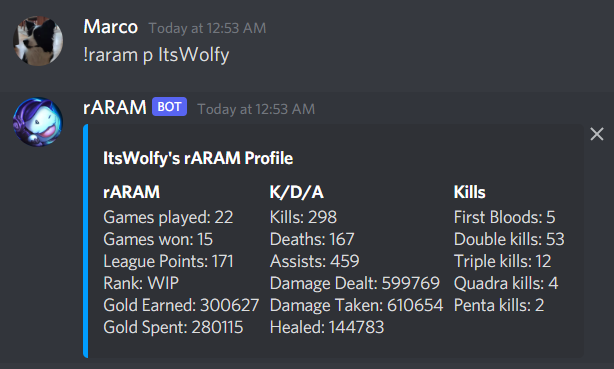 Marco Today at 12:53 AM
!raram p ItsWolfy
rARAM BOT Today at 12:53 AM
ItsWolfy's rARAM Profile
rARAM K/D/A Kills
Games played: 22 Kills: 298 First Bloods: 5
Games won: 15 Deaths: 167 Double kills: 53
League Points: 171 Assists: 459 Triple kills: 12
Rank: WIP Damage Dealt: 599769 Quadra kills: 4
Gold Earned: 300627 Damage Taken: 610654 Penta kills: 2
Gold Spent: 280115 Healed: 144783